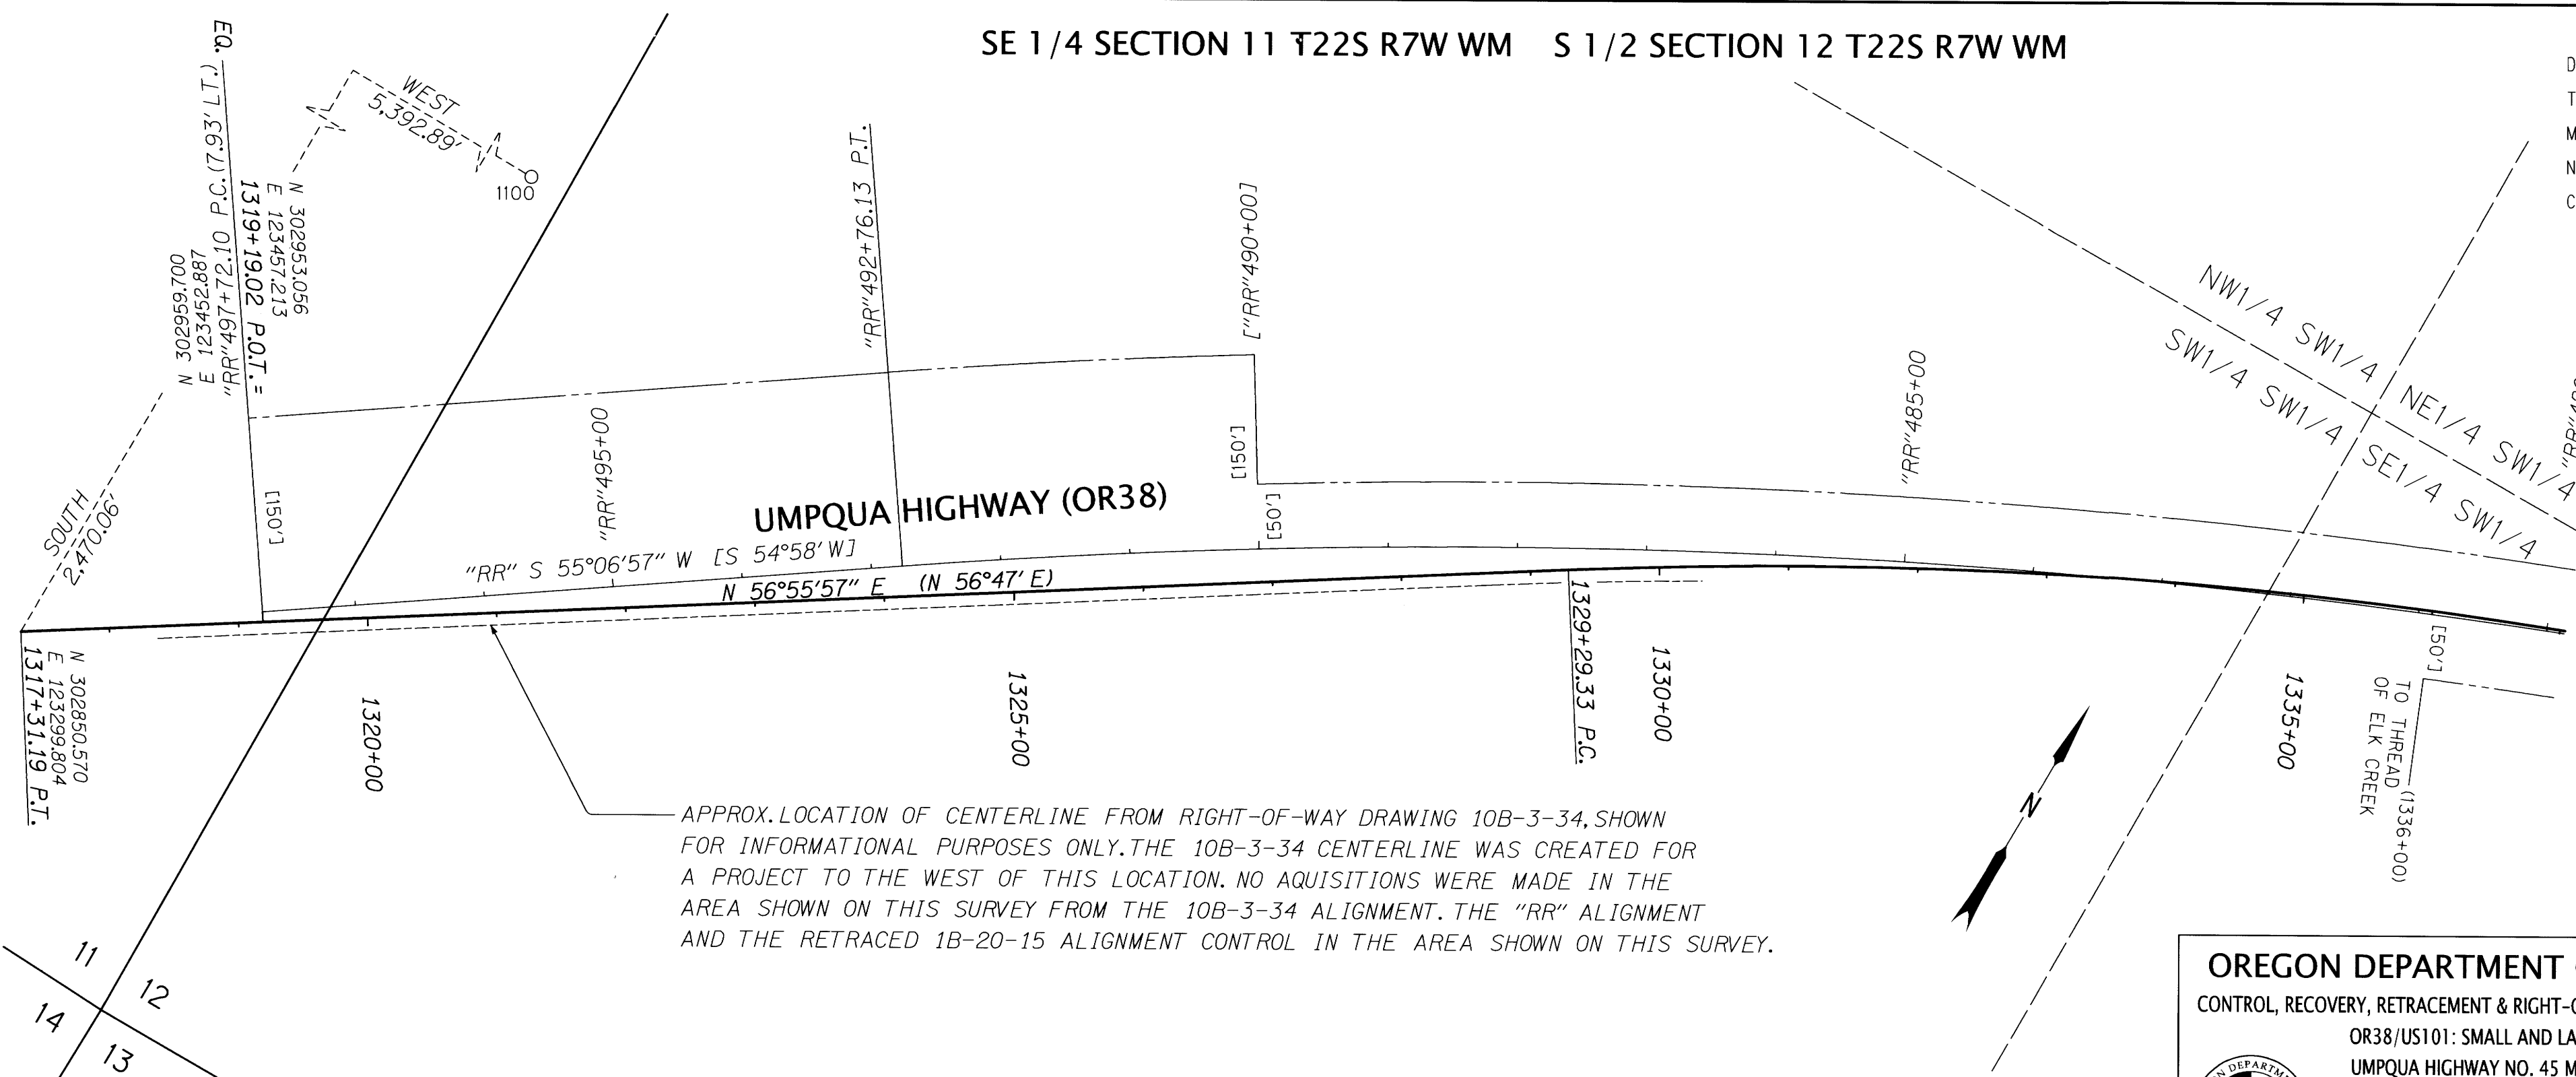 SE 1/4 SECTION 11 T22S R7W WM S 1/2 SECTION 12 T22S R7W WM
EQ.
"RR"497+72.10 P.C.(7.93' LT.)
E 123452.887
N 302959.700
1319+19.02 P.O.T. =
E 123457.213
N 302953.056
WEST
5,392.89'
1100
"RR"492+76.13 P.T.
["RR"490+00]
"RR"495+00
"RR"485+00
NW1/4 SW1/4
SW1/4 SW1/4
NE1/4 SW1/4
SE1/4 SW1/4
D
T
M
N
C
SOUTH
2,470.06'
[150']
[150']
[50']
UMPQUA HIGHWAY (OR38)
"RR" S 55°06'57" W [S 54°58' W]
N 56°55'57" E (N 56°47' E)
N 302850.570
E 123299.804
1317+31.19 P.T.
1320+00
1325+00
1329+29.33 P.C.
1330+00
1335+00
[50']
TO THREAD (1336+00)
OF ELK CREEK
N
APPROX. LOCATION OF CENTERLINE FROM RIGHT-OF-WAY DRAWING 10B-3-34, SHOWN
FOR INFORMATIONAL PURPOSES ONLY. THE 10B-3-34 CENTERLINE WAS CREATED FOR
A PROJECT TO THE WEST OF THIS LOCATION. NO AQUISITIONS WERE MADE IN THE
AREA SHOWN ON THIS SURVEY FROM THE 10B-3-34 ALIGNMENT. THE "RR" ALIGNMENT
AND THE RETRACED 1B-20-15 ALIGNMENT CONTROL IN THE AREA SHOWN ON THIS SURVEY.
11
12
14
13
OREGON DEPARTMENT
CONTROL, RECOVERY, RETRACEMENT & RIGHT-O
OR38/US101: SMALL AND LA
UMPQUA HIGHWAY NO. 45 M